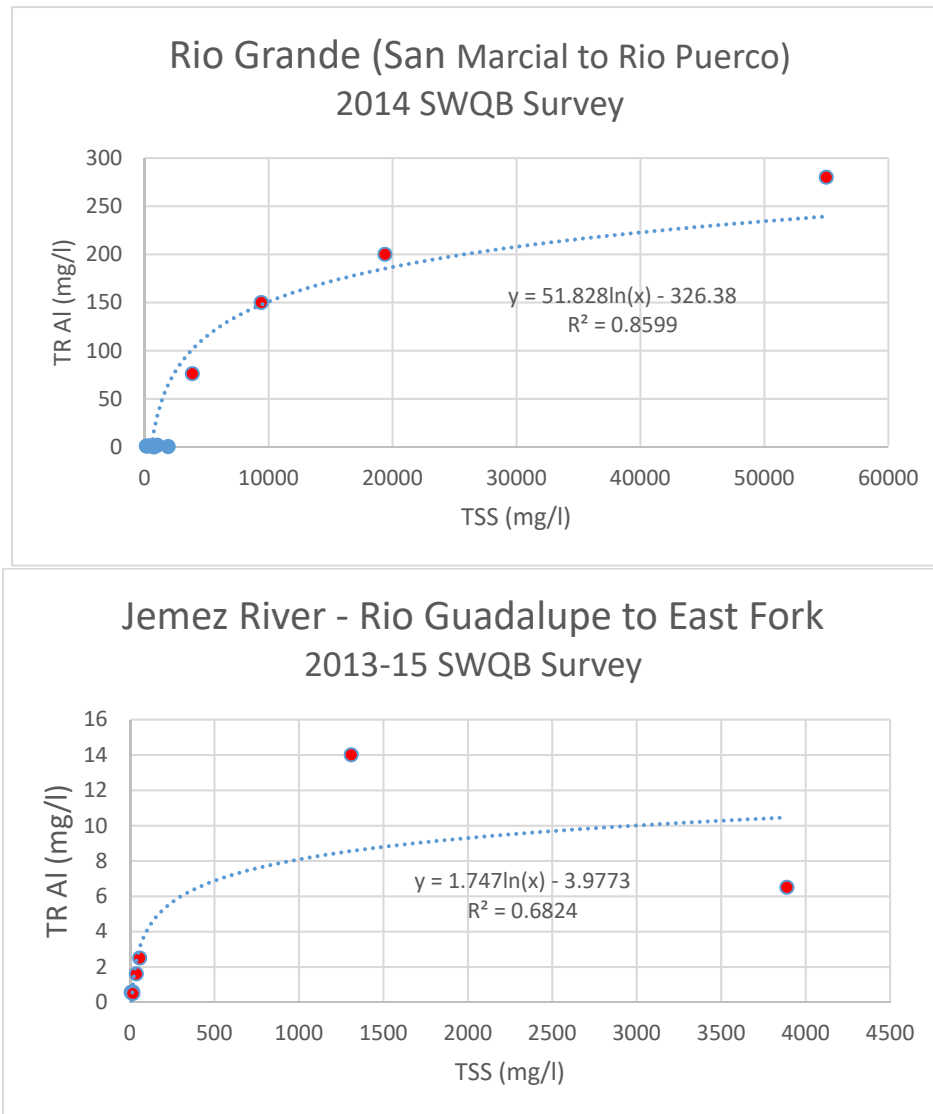 Rio Grande (San Marcial to Rio Puerco)
2014 SWQB Survey
300
250
200
150
100
50
0
TR Al (mg/l)
y = 51.828ln(x) - 326.38
R² = 0.8599
0 10000 20000 30000 40000 50000 60000
TSS (mg/l)
Jemez River - Rio Guadalupe to East Fork
2013-15 SWQB Survey
16
14
12
10
8
6
4
2
0
TR Al (mg/l)
y = 1.747ln(x) - 3.9773
R² = 0.6824
0 500 1000 1500 2000 2500 3000 3500 4000 4500
TSS (mg/l)